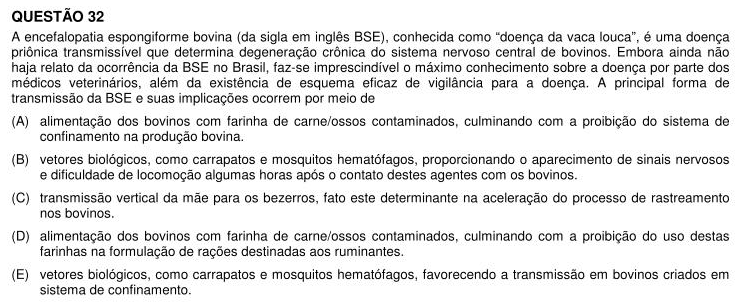 QUESTÃO 32
A encefalopatia espongiforme bovina (da sigla em inglês BSE), conhecida como “doença da vaca louca”, é uma doença
priônica transmissível que determina degeneração crônica do sistema nervoso central de bovinos. Embora ainda não
haja relato da ocorrência da BSE no Brasil, faz-se imprescindível o máximo conhecimento sobre a doença por parte dos
médicos veterinários, além da existência de esquema eficaz de vigilância para a doença. A principal forma de
transmissão da BSE e suas implicações ocorrem por meio de
(A) alimentação dos bovinos com farinha de carne/ossos contaminados, culminando com a proibição do sistema de
confinamento na produção bovina.
(B) vetores biológicos, como carrapatos e mosquitos hematófagos, proporcionando o aparecimento de sinais nervosos
e dificuldade de locomoção algumas horas após o contato destes agentes com os bovinos.
(C) transmissão vertical da mãe para os bezerros, fato este determinante na aceleração do processo de rastreamento
nos bovinos.
(D) alimentação dos bovinos com farinha de carne/ossos contaminados, culminando com a proibição do uso destas
farinhas na formulação de rações destinadas aos ruminantes.
(E) vetores biológicos, como carrapatos e mosquitos hematófagos, favorecendo a transmissão em bovinos criados em
sistema de confinamento.